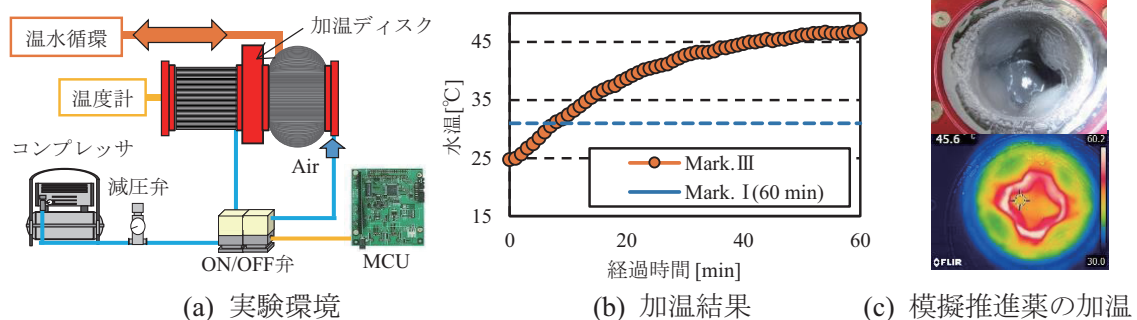 温水循環
加温ディスク
温度計
コンプレッサ
減圧弁
Air
ON/OFF弁
MCU
(a) 実験環境
水温[℃]
45
35
25
15
Mark.Ⅲ
Mark. Ⅰ(60 min)
0
20
40
60
経過時間 [min]
(b) 加温結果
45.6
60.2
30.0
FLIR
(c) 模擬推進薬の加温